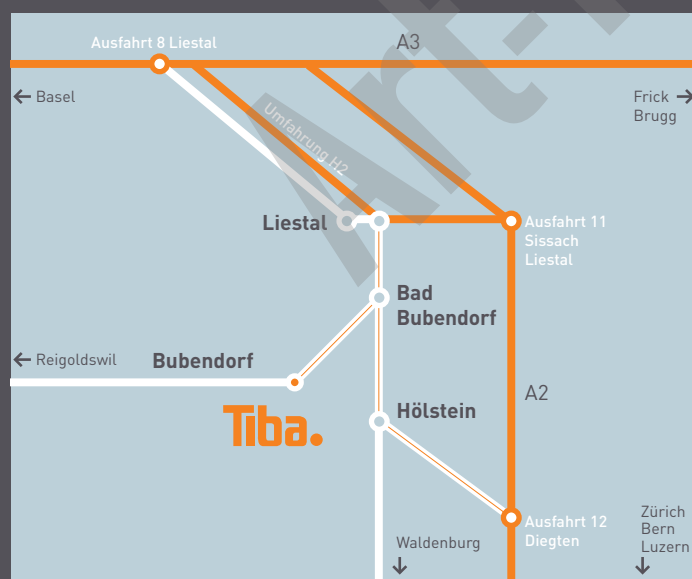 Ausfahrt 8 Liestal
A3
← Basel
Frick →
Brugg
Umfahrung H2
Liestal
Ausfahrt 11
Sissach
Liestal
Bad
Bubendorf
← Reigoldswil
Bubendorf
Tiba.
Hölstein
A2
Ausfahrt 12
Diegten
Waldenburg
↓
Zürich
Bern
Luzern
↓